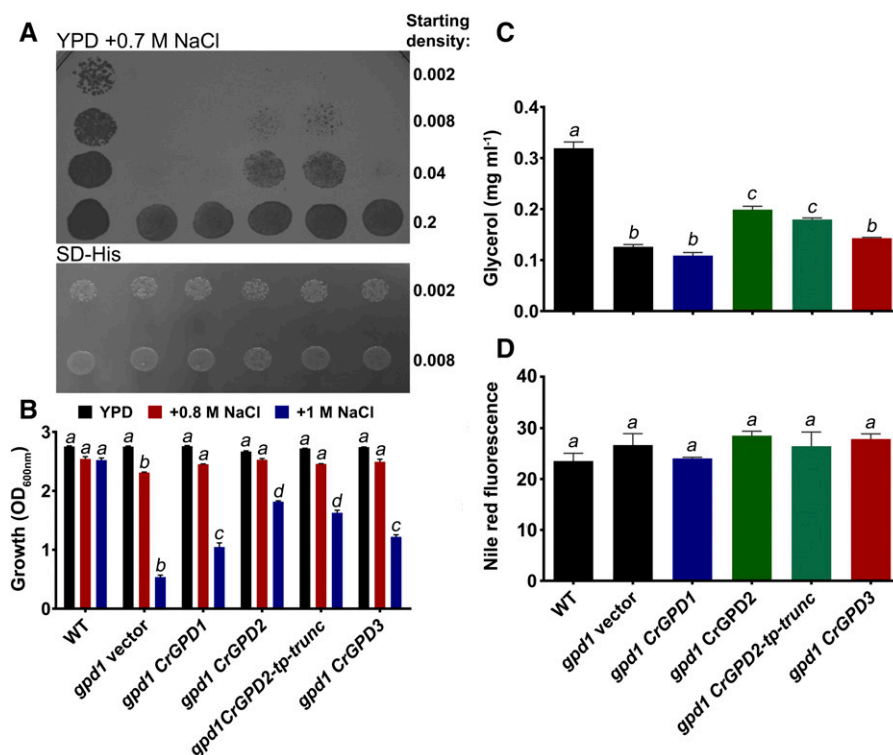 A
YPD +0.7 M NaCl
Starting
density:
0.002
0.008
0.04
0.2
SD-His
0.002
0.008
B
YPD +0.8 M NaCl +1 M NaCl
Growth (OD600nm)
3
2
1
0
a a a a b b a a c a a d a a d a a c
WT
gpd1 vector
gpd1 CrGPD1
gpd1 CrGPD2
gpd1CrGPD2-tp-trunc
gpd1 CrGPD3
C
Glycerol (mg ml-1)
0.4
0.3
0.2
0.1
0.0
a b b c c b
D
Nile red fluorescence
40
30
20
10
0
a a a a a a
WT
gpd1 vector
gpd1 CrGPD1
gpd1 CrGPD2
gpd1 CrGPD2-tp-trunc
gpd1 CrGPD3